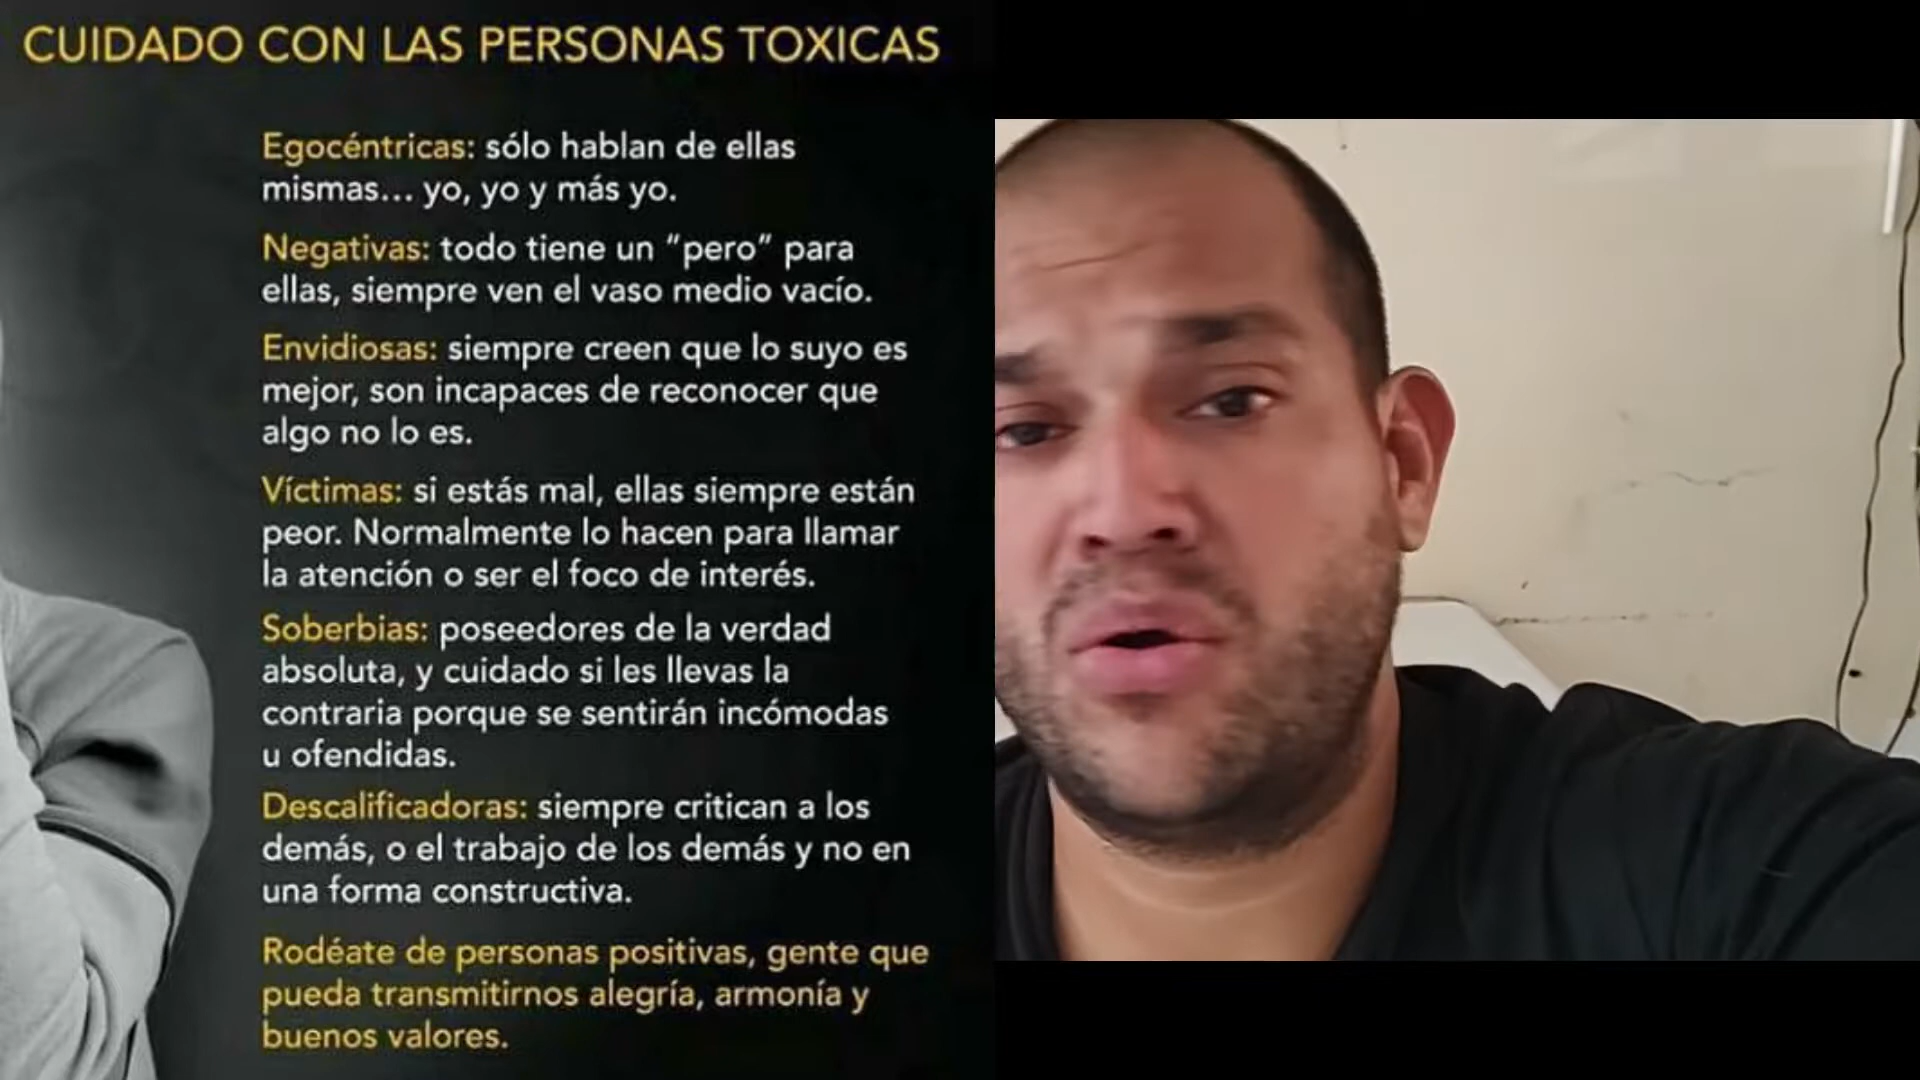 CUIDADO CON LAS PERSONAS TOXICAS
Egocéntricas: sólo hablan de ellas
mismas... yo, yo y más yo.
Negativas: todo tiene un "pero" para
ellas, siempre ven el vaso medio vacío.
Envidiosas: siempre creen que lo suyo es
mejor, son incapaces de reconocer que
algo no lo es.
Víctimas: si estás mal, ellas siempre están
peor. Normalmente lo hacen para llamar
la atención o ser el foco de interés.
Soberbias: poseedores de la verdad
absoluta, y cuidado si les llevas la
contraria porque se sentirán incómodas
u ofendidas.
Descalificadoras: siempre critican a los
demás, o el trabajo de los demás y no en
una forma constructiva.
Rodéate de personas positivas, gente que
pueda transmitirnos alegría, armonía y
buenos valores.